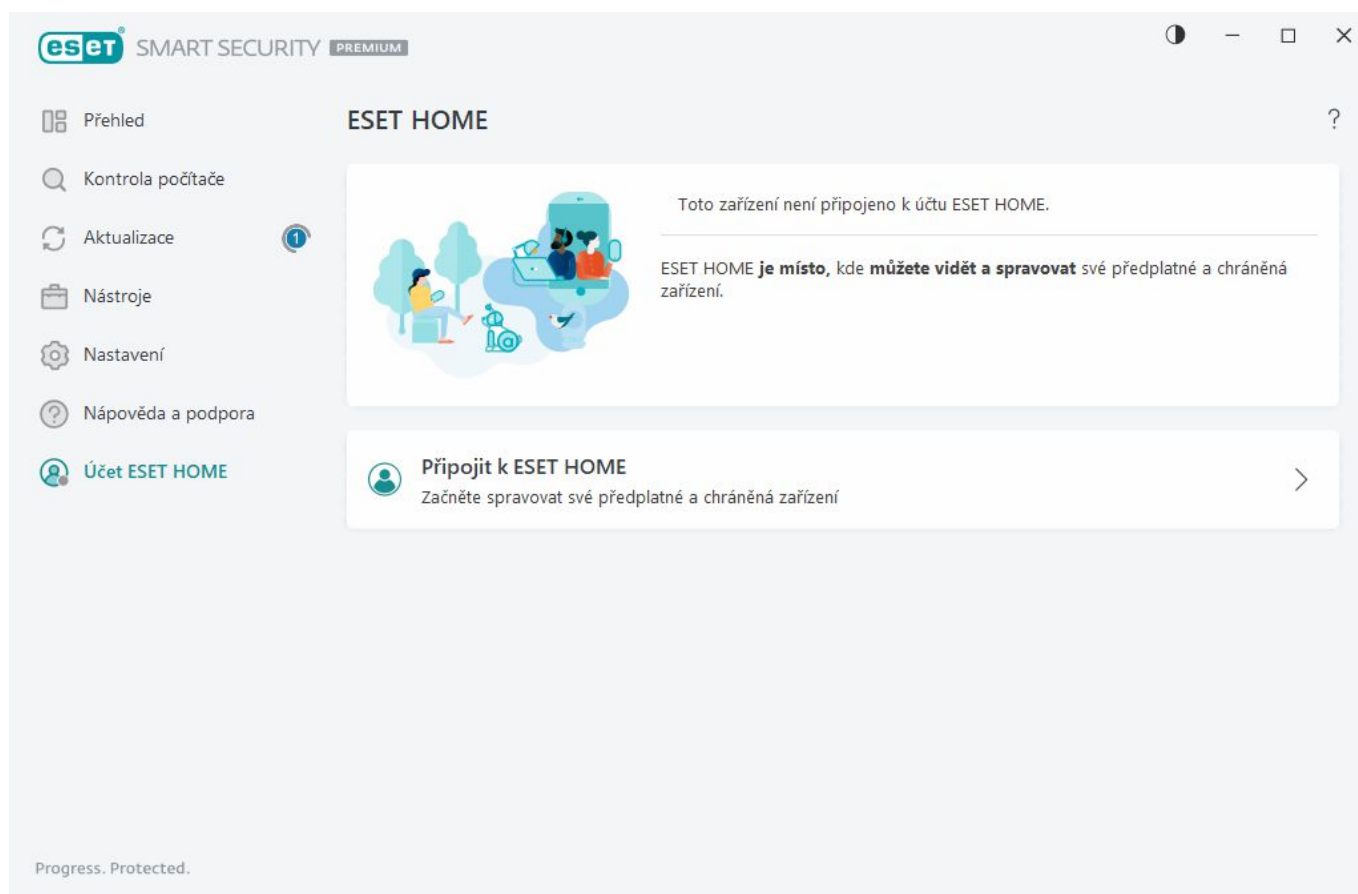 eset® SMART SECURITY PREMIUM
Přehled
Kontrola počítače
Aktualizace 1
Nástroje
Nastavení
Nápověda a podpora
Účet ESET HOME
ESET HOME ?
Toto zařízení není připojeno k účtu ESET HOME.
ESET HOME je místo, kde můžete vidět a spravovat své předplatné a chráněná
zařízení.
Připojit k ESET HOME
Začněte spravovat své předplatné a chráněná zařízení
Progress. Protected.